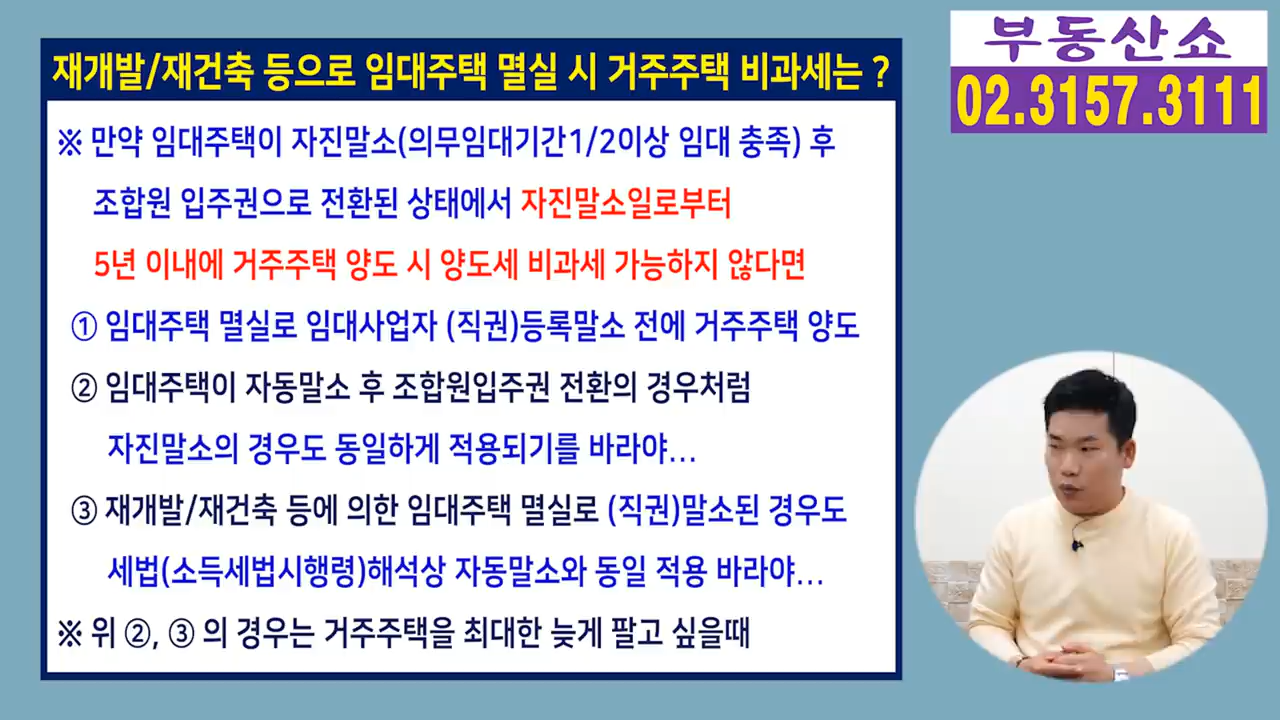 재개발/재건축 등으로 임대주택 멸실 시 거주주택 비과세는 ?
부동산쇼
02.3157.3111
※ 만약 임대주택이 자진말소(의무임대기간1/2이상 임대 충족) 후
조합원 입주권으로 전환된 상태에서 자진말소일로부터
5년 이내에 거주주택 양도 시 양도세 비과세 가능하지 않다면
① 임대주택 멸실로 임대사업자 (직권)등록말소 전에 거주주택 양도
② 임대주택이 자동말소 후 조합원입주권 전환의 경우처럼
자진말소의 경우도 동일하게 적용되기를 바라야...
③ 재개발/재건축 등에 의한 임대주택 멸실로 (직권)말소된 경우도
세법(소득세법시행령)해석상 자동말소와 동일 적용 바라야...
※ 위 ②, ③ 의 경우는 거주주택을 최대한 늦게 팔고 싶을때